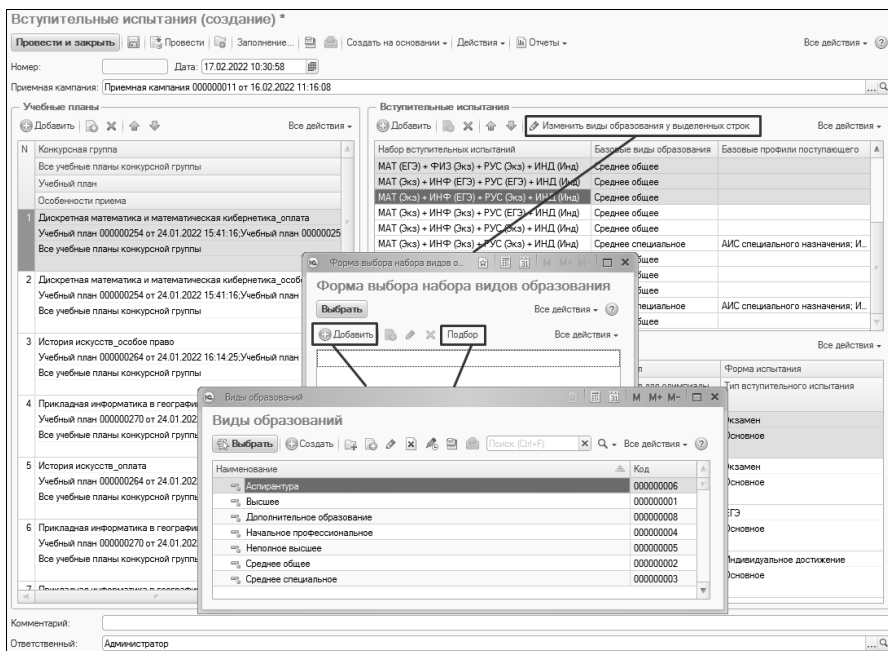 Вступительные испытания (создание) *
Провести и закрыть Провести Заполнение... Создать на основании Действия Отчеты Все действия
Номер: Дата: 17.02.2022 10:30:58
Приемная кампания: Приемная кампания 000000011 от 16.02.2022 11:16:08
Учебные планы
Добавить Все действия
N Конкурсная группа
Все учебные планы конкурсной группы
Учебный план
Особенности приема
1 Дискретная математика и математическая кибернетика_оплата
Учебный план 000000254 от 24.01.2022 15:41:16;Учебный план 00000025
Все учебные планы конкурсной группы
2 Дискретная математика и математическая кибернетика_особ
Учебный план 000000254 от 24.01.2022 15:41:16;Учебный план
Все учебные планы конкурсной группы
3 История искусств_особое право
Учебный план 000000264 от 24.01.2022 16:14:25;Учебный план
Все учебные планы конкурсной группы
4 Прикладная информатика в географи
Учебный план 000000270 от 24.01.202
Все учебные планы конкурсной группы
5 История искусств_оплата
Учебный план 000000264 от 24.01.202
Все учебные планы конкурсной группы
6 Прикладная информатика в географи
Учебный план 000000270 от 24.01.202
Все учебные планы конкурсной группы
7 Прикладная информатика в географи
Вступительные испытания
Добавить Изменить виды образования у выделенных строк Все действия
Набор вступительных испытаний Базовые виды образования Базовые профили поступающего
МАТ (ЕГЭ) + ФИЗ (Экз) + РУС (Экз) + ИНД (Инд) Среднее общее
МАТ (Экз) + ИНФ (ЕГЭ) + РУС (ЕГЭ) + ИНД (Инд) Среднее общее
МАТ (ЕГЭ) + ИНФ (Экз) + РУС (Экз) + ИНД (Инд) Среднее общее
МАТ (Экз) + ИНФ (Экз) + РУС (ЕГЭ) + ИНД (Инд) Среднее общее
МАТ (Экз) + ИНФ (ЕГЭ) + РУС (Экз) + ИНД (Инд) Среднее общее
МАТ (Экз) + ИНФ (Экз) + РУС (Экз) + ИНД (Инд) Среднее специальное АИС специального назначения; И...
бщее
бщее
бщее
пециальное АИС специального назначения; И...
бщее
Все действия
Форма испытания
Тип вступительного испытания
Экзамен
Основное
Экзамен
Основное
ЕГЭ
Основное
Индивидуальное достижение
Основное
Форма выбора набора видов о... M M+ M-
Форма выбора набора видов образования
Выбрать Все действия
Добавить Подбор Все действия
Виды образований M M+ M-
Виды образований
Выбрать Создать Поиск (Ctrl+F) Все действия
Наименование Код
Аспирантура 000000006
Высшее 000000001
Дополнительное образование 000000008
Начальное профессиональное 000000004
Неполное высшее 000000005
Среднее общее 000000002
Среднее специальное 000000003
Комментарий:
Ответственный: Администратор